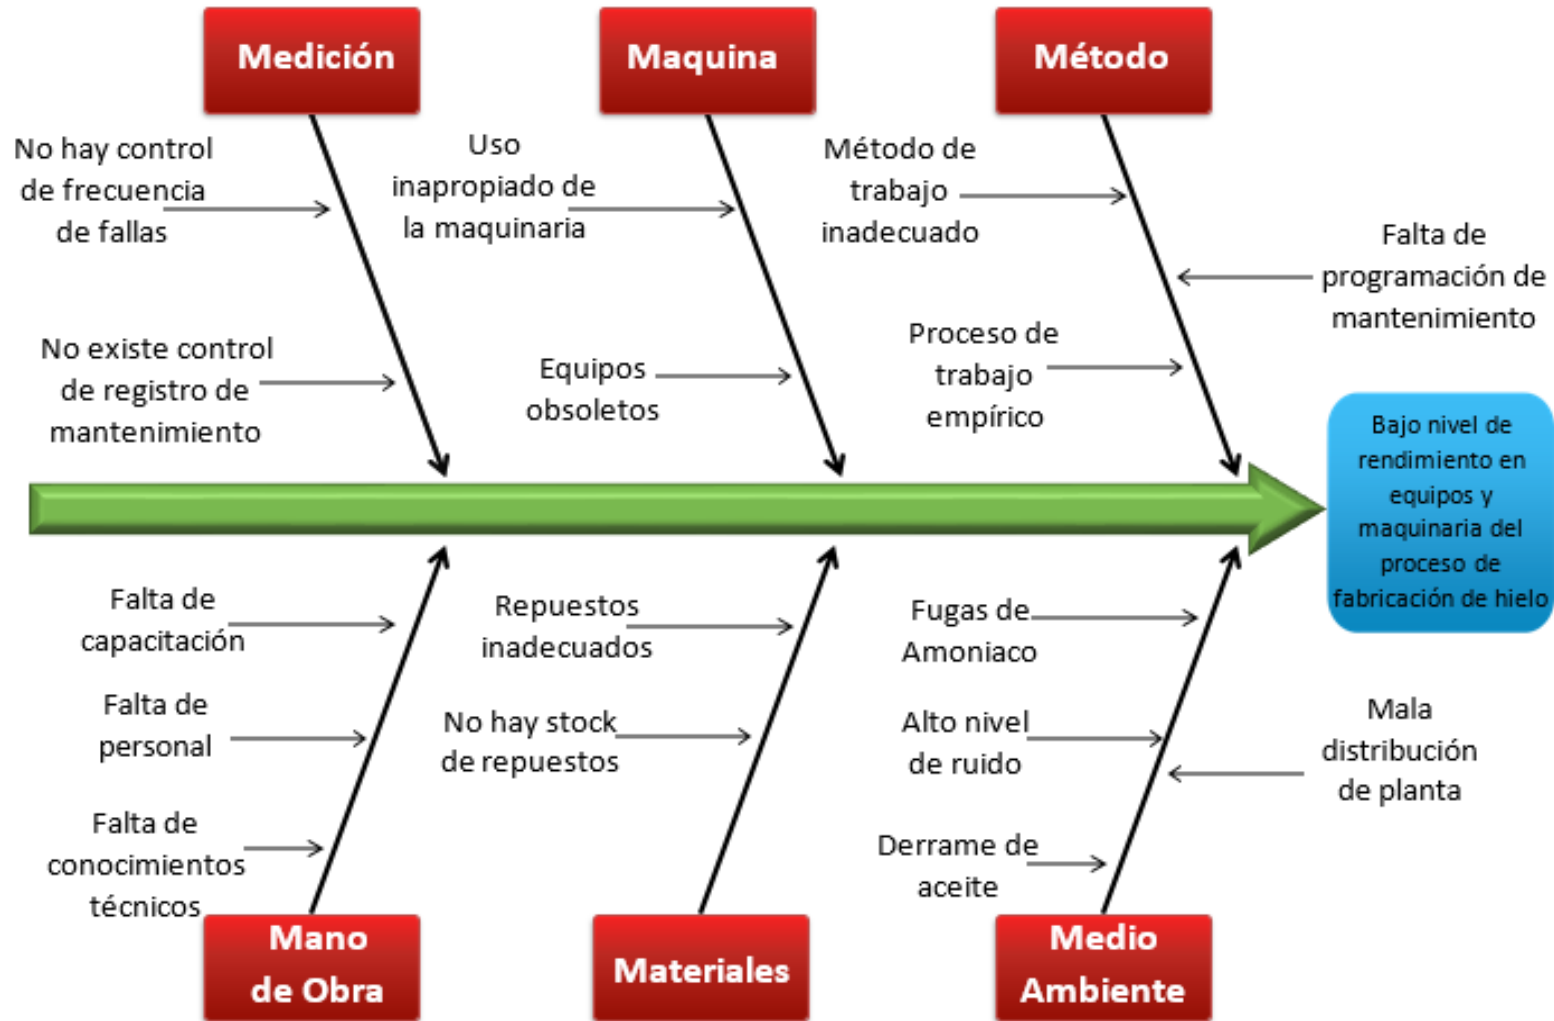 Medición
Maquina
Método
No hay control
de frecuencia
de fallas
Uso
inapropiado de
la maquinaria
Método de
trabajo
inadecuado
Falta de
programación de
mantenimiento
No existe control
de registro de
mantenimiento
Equipos
obsoletos
Proceso de
trabajo
empírico
Bajo nivel de
rendimiento en
equipos y
maquinaria del
proceso de
fabricación de hielo
Falta de
capacitación
Repuestos
inadecuados
Fugas de
Amoniaco
Falta de
personal
No hay stock
de repuestos
Alto nivel
de ruido
Mala
distribución
de planta
Falta de
conocimientos
técnicos
Derrame de
aceite
Mano
de Obra
Materiales
Medio
Ambiente